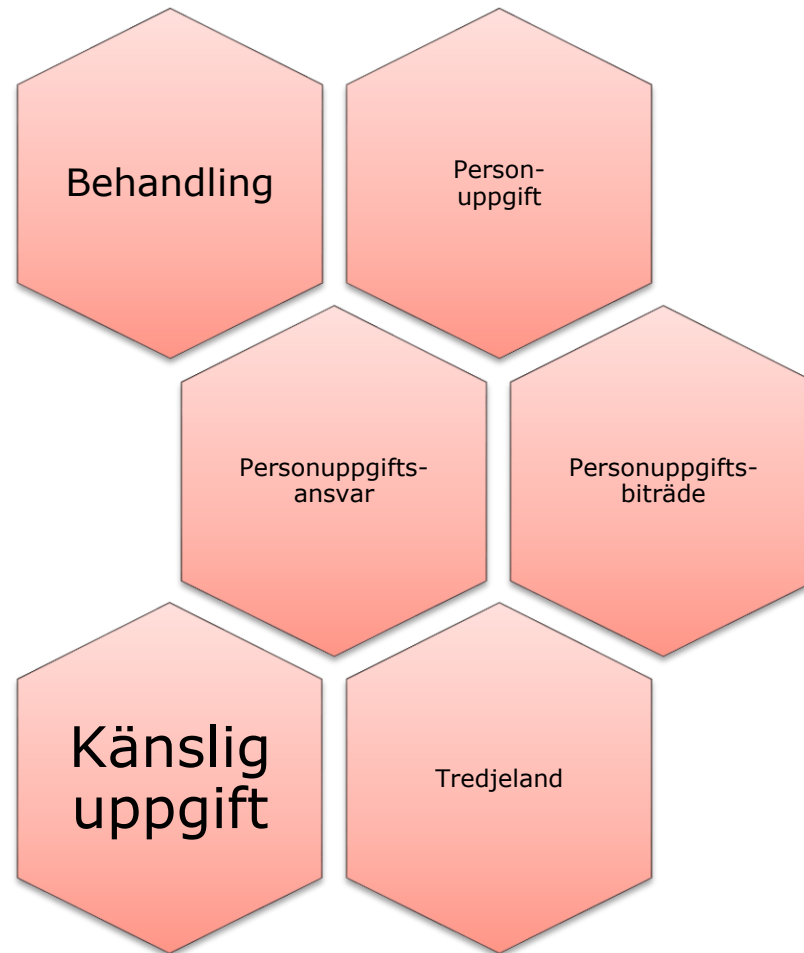 Behandling
Person-
uppgift
Personuppgifts-
ansvar
Personuppgifts-
biträde
Känslig
uppgift
Tredjeland